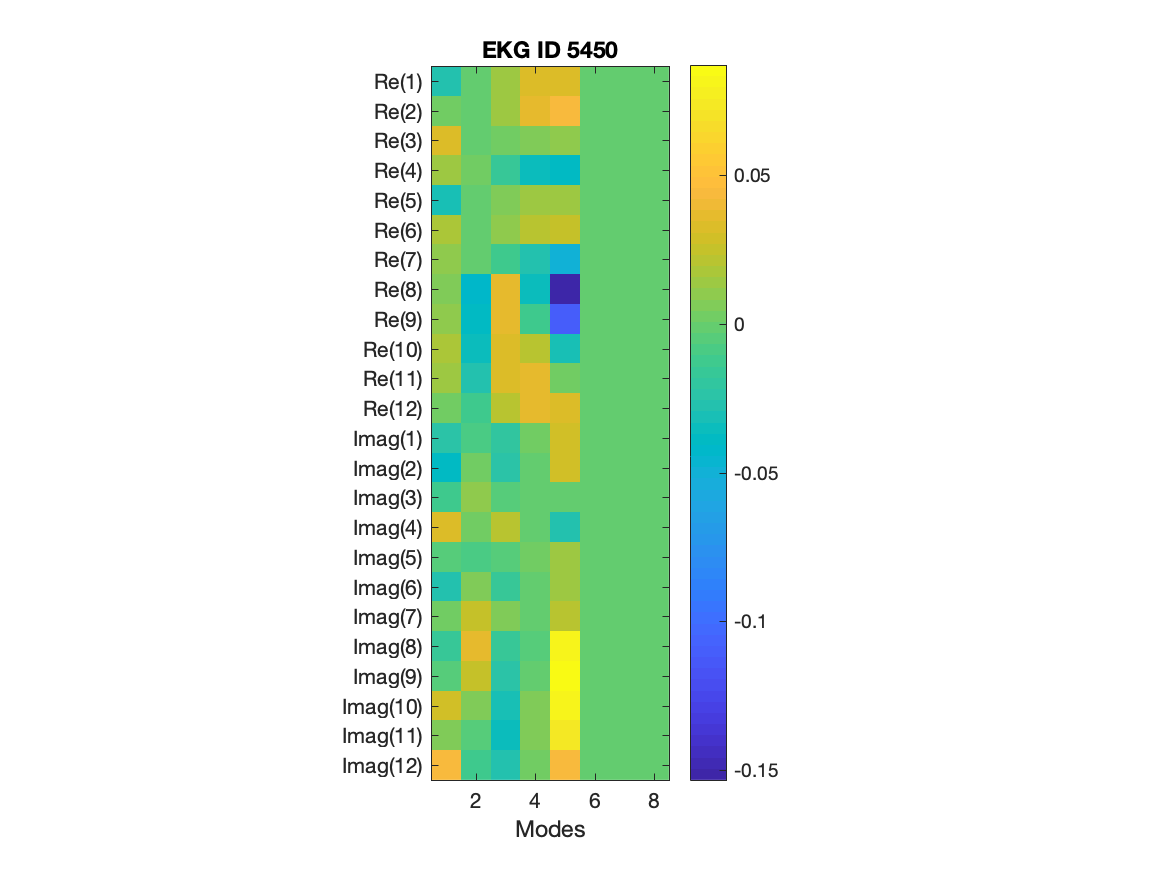 EKG ID 5450
Re(1)
Re(2)
Re(3)
Re(4)
Re(5)
Re(6)
Re(7)
Re(8)
Re(9)
Re(10)
Re(11)
Re(12)
Imag(1)
Imag(2)
Imag(3)
Imag(4)
Imag(5)
Imag(6)
Imag(7)
Imag(8)
Imag(9)
Imag(10)
Imag(11)
Imag(12)
2 4 6 8
Modes
0.05
0
-0.05
-0.1
-0.15